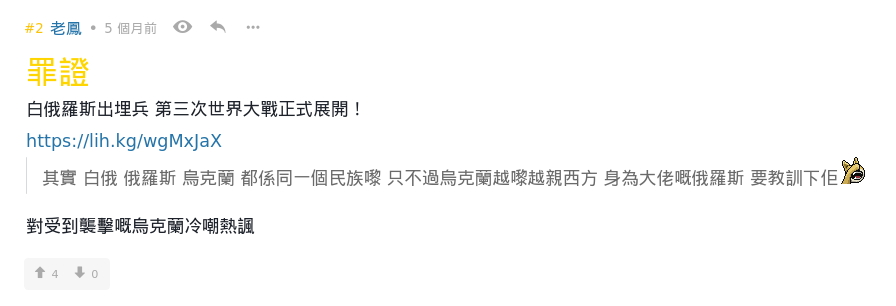 #2 老鳳 • 5 個月前
罪證
白俄羅斯出埋兵 第三次世界大戰正式展開！
https://lih.kg/wgMxJaX
其實 白俄 俄羅斯 烏克蘭 都係同一個民族嚟 只不過烏克蘭越嚟越親西方 身為大佬嘅俄羅斯 要教訓下佢
對受到襲擊嘅烏克蘭冷嘲熱諷
4 0